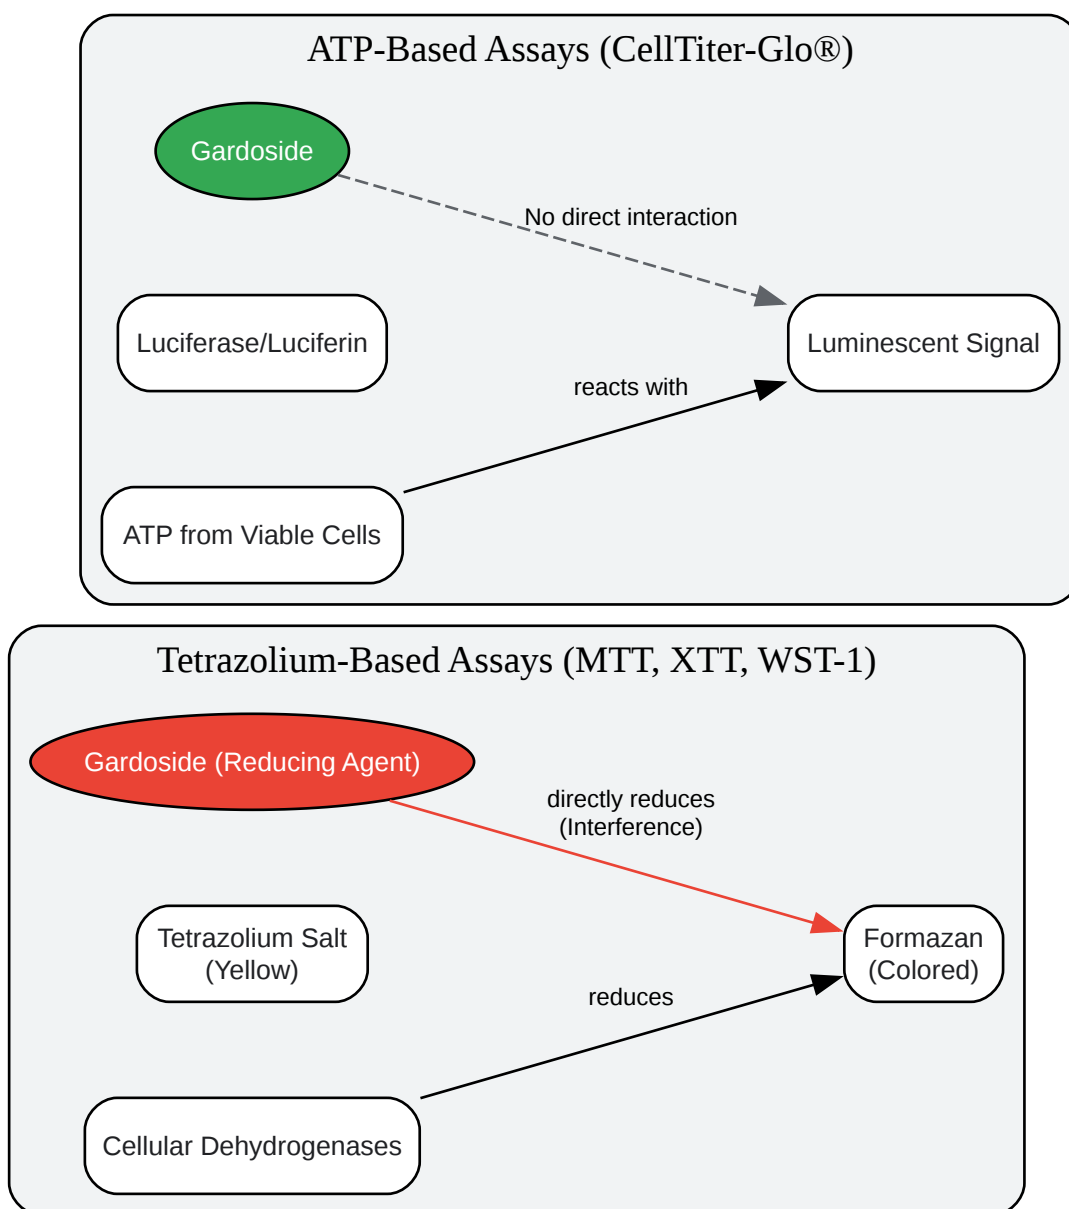 ATP-Based Assays (CellTiter-Glo®)
Gardoside
No direct interaction
Luciferase/Luciferin
Luminescent Signal
reacts with
ATP from Viable Cells
Tetrazolium-Based Assays (MTT, XTT, WST-1)
Gardoside (Reducing Agent)
directly reduces
(Interference)
Tetrazolium Salt
(Yellow)
Formazan
(Colored)
reduces
Cellular Dehydrogenases